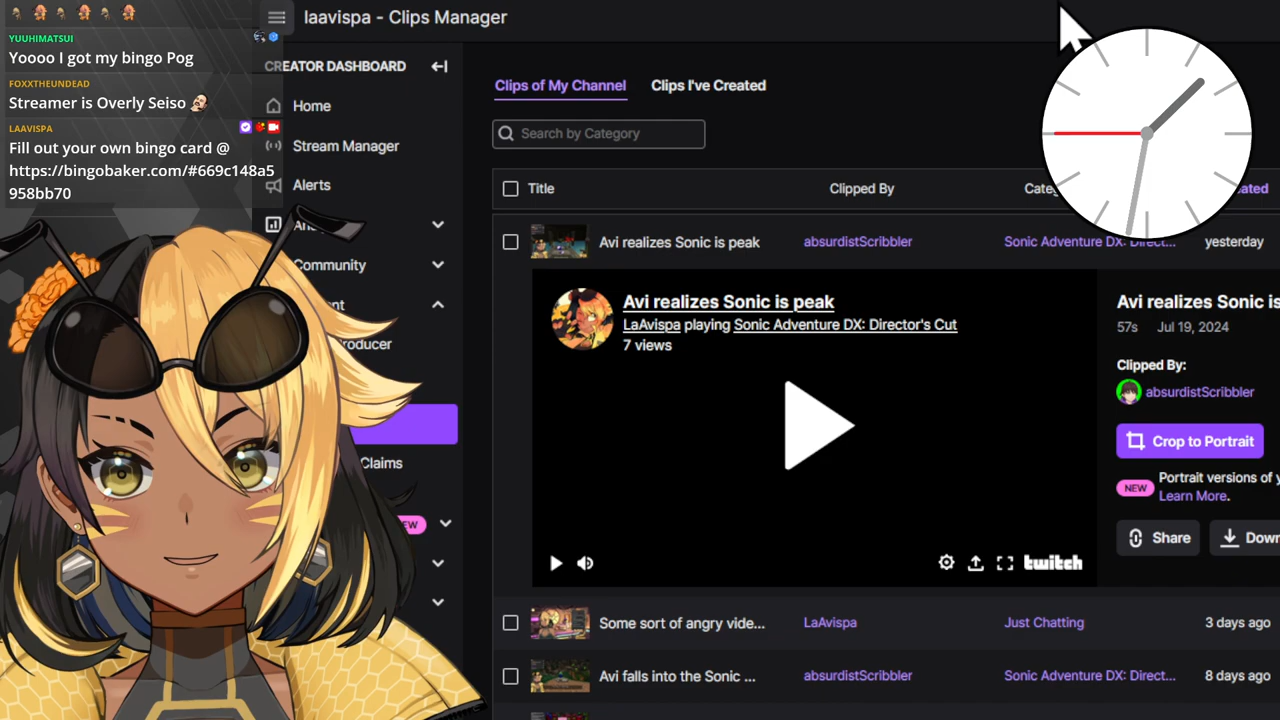 laavispa - Clips Manager
YUUHIMATSUI
Yoooo I got my bingo Pog
FOXXTHEUNDEAD
Streamer is Overly Seiso
LAAVISPA
Fill out your own bingo card @
https://bingobaker.com/#669c148a5
958bb70
CREATOR DASHBOARD
Home
Stream Manager
Alerts
Community
Claims
Clips of My Channel
Clips I've Created
Search by Category
Title
Clipped By
Avi realizes Sonic is peak
absurdistScribbler
Sonic Adventure DX: Direct...
yesterday
Avi realizes Sonic is peak
LaAvispa playing Sonic Adventure DX: Director's Cut
7 views
twitch
Avi realizes Sonic is
57s
Jul 19, 2024
Clipped By:
absurdistScribbler
Crop to Portrait
NEW
Portrait versions of
Learn More.
Share
Some sort of angry vide...
LaAvispa
Just Chatting
3 days ago
Avi falls into the Sonic ...
absurdistScribbler
Sonic Adventure DX: Direct...
8 days ago